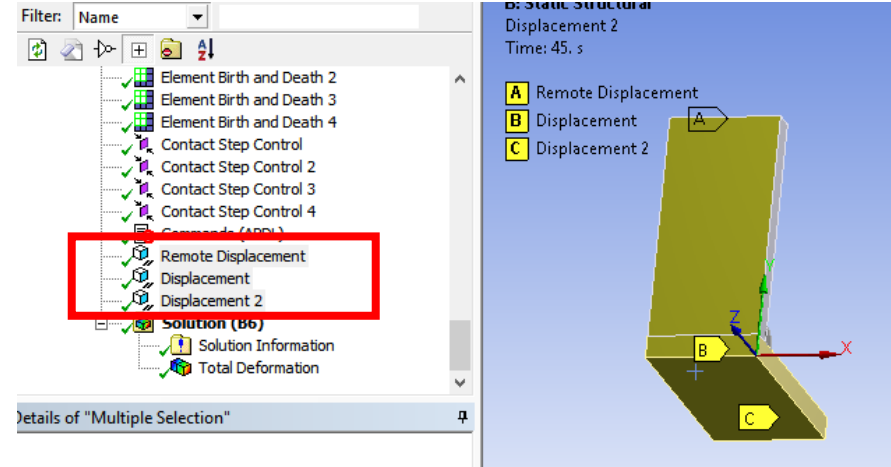 Filter: Name
Element Birth and Death 2
Element Birth and Death 3
Element Birth and Death 4
Contact Step Control
Contact Step Control 2
Contact Step Control 3
Contact Step Control 4
Commands (APDL)
Remote Displacement
Displacement
Displacement 2
Solution (B6)
Solution Information
Total Deformation
Details of "Multiple Selection"
B: Static Structural
Displacement 2
Time: 45. s
A Remote Displacement
B Displacement
C Displacement 2
A
Y
Z
X
B
C